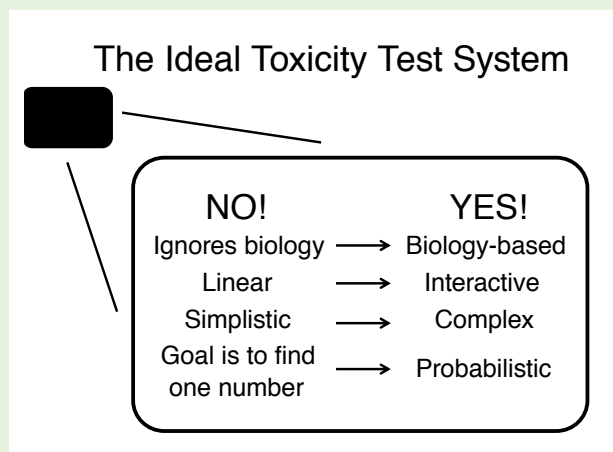 The Ideal Toxicity Test System
NO! YES!
Ignores biology Biology-based
Linear Interactive
Simplistic Complex
Goal is to find
one number Probabilistic